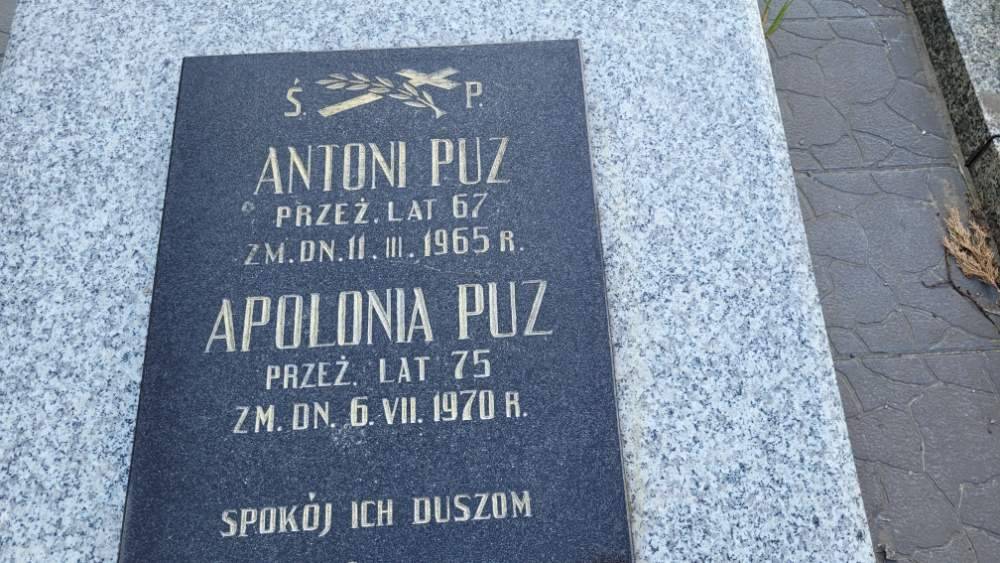 Ś. P.
ANTONI PUZ
PRZEŻ. LAT 67
ZM. DN. 11. III. 1965 R.
APOLONIA PUZ
PRZEŻ. LAT 75
ZM. DN. 6. VII. 1970 R.
SPOKÓJ ICH DUSZOM